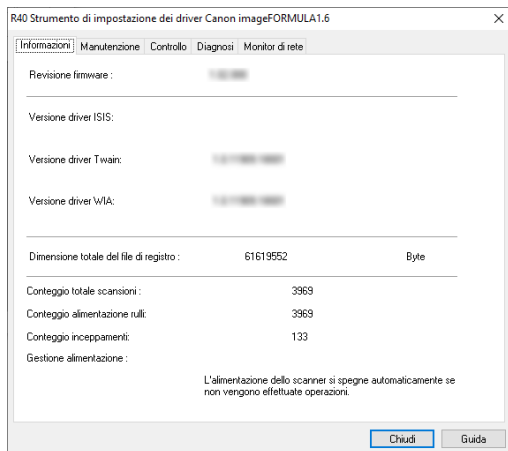 R40 Strumento di impostazione dei driver Canon imageFORMULA1.6
Informazioni Manutenzione Controllo Diagnosi Monitor di rete
Revisione firmware :
Versione driver ISIS:
Versione driver Twain:
Versione driver WIA:
Dimensione totale del file di registro : 61619552 Byte
Conteggio totale scansioni : 3969
Conteggio alimentazione rulli: 3969
Conteggio inceppamenti: 133
Gestione alimentazione :
L'alimentazione dello scanner si spegne automaticamente se
non vengono effettuate operazioni.
Chiudi Guida